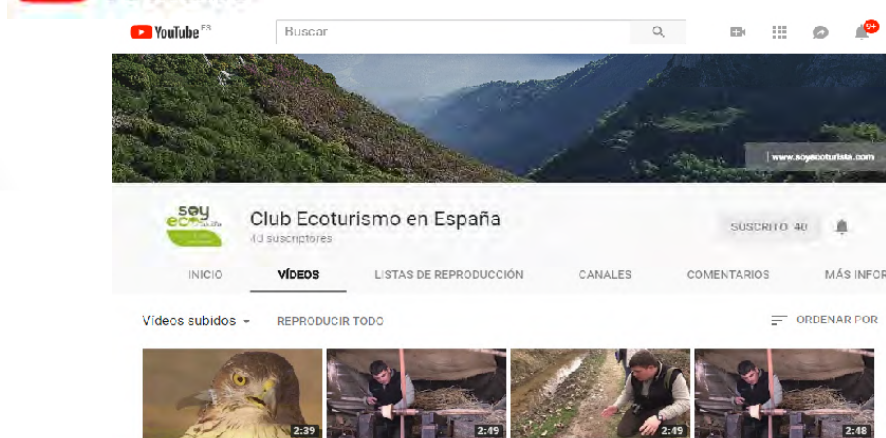 YouTube ES
Buscar
9+
www.soyecoturista.com
soy
Club Ecoturismo en España
40 suscriptores
SUSCRITO 40
INICIO
VÍDEOS
LISTAS DE REPRODUCCIÓN
CANALES
COMENTARIOS
MÁS INFOR
Vídeos subidos
REPRODUCIR TODO
ORDENAR POR
2:39
2:49
2:49
2:48